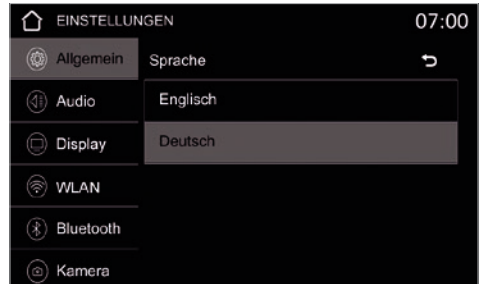 EINSTELLUNGEN 07:00
Allgemein
Sprache
Audio
Englisch
Display
Deutsch
WLAN
Bluetooth
Kamera